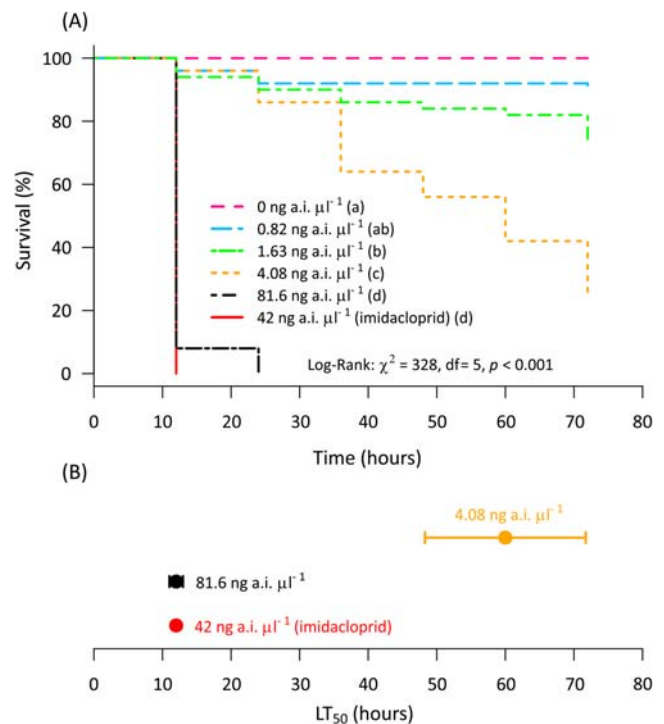 (A)
100
80
60
40
20
0
Survival (%)
0 ng a.i. μl⁻¹ (a)
0.82 ng a.i. μl⁻¹ (ab)
1.63 ng a.i. μl⁻¹ (b)
4.08 ng a.i. μl⁻¹ (c)
81.6 ng a.i. μl⁻¹ (d)
42 ng a.i. μl⁻¹ (imidacloprid) (d)
Log-Rank: χ² = 328, df= 5, p < 0.001
0 10 20 30 40 50 60 70 80
Time (hours)
(B)
4.08 ng a.i. μl⁻¹
81.6 ng a.i. μl⁻¹
42 ng a.i. μl⁻¹ (imidacloprid)
0 10 20 30 40 50 60 70 80
LT₅₀ (hours)